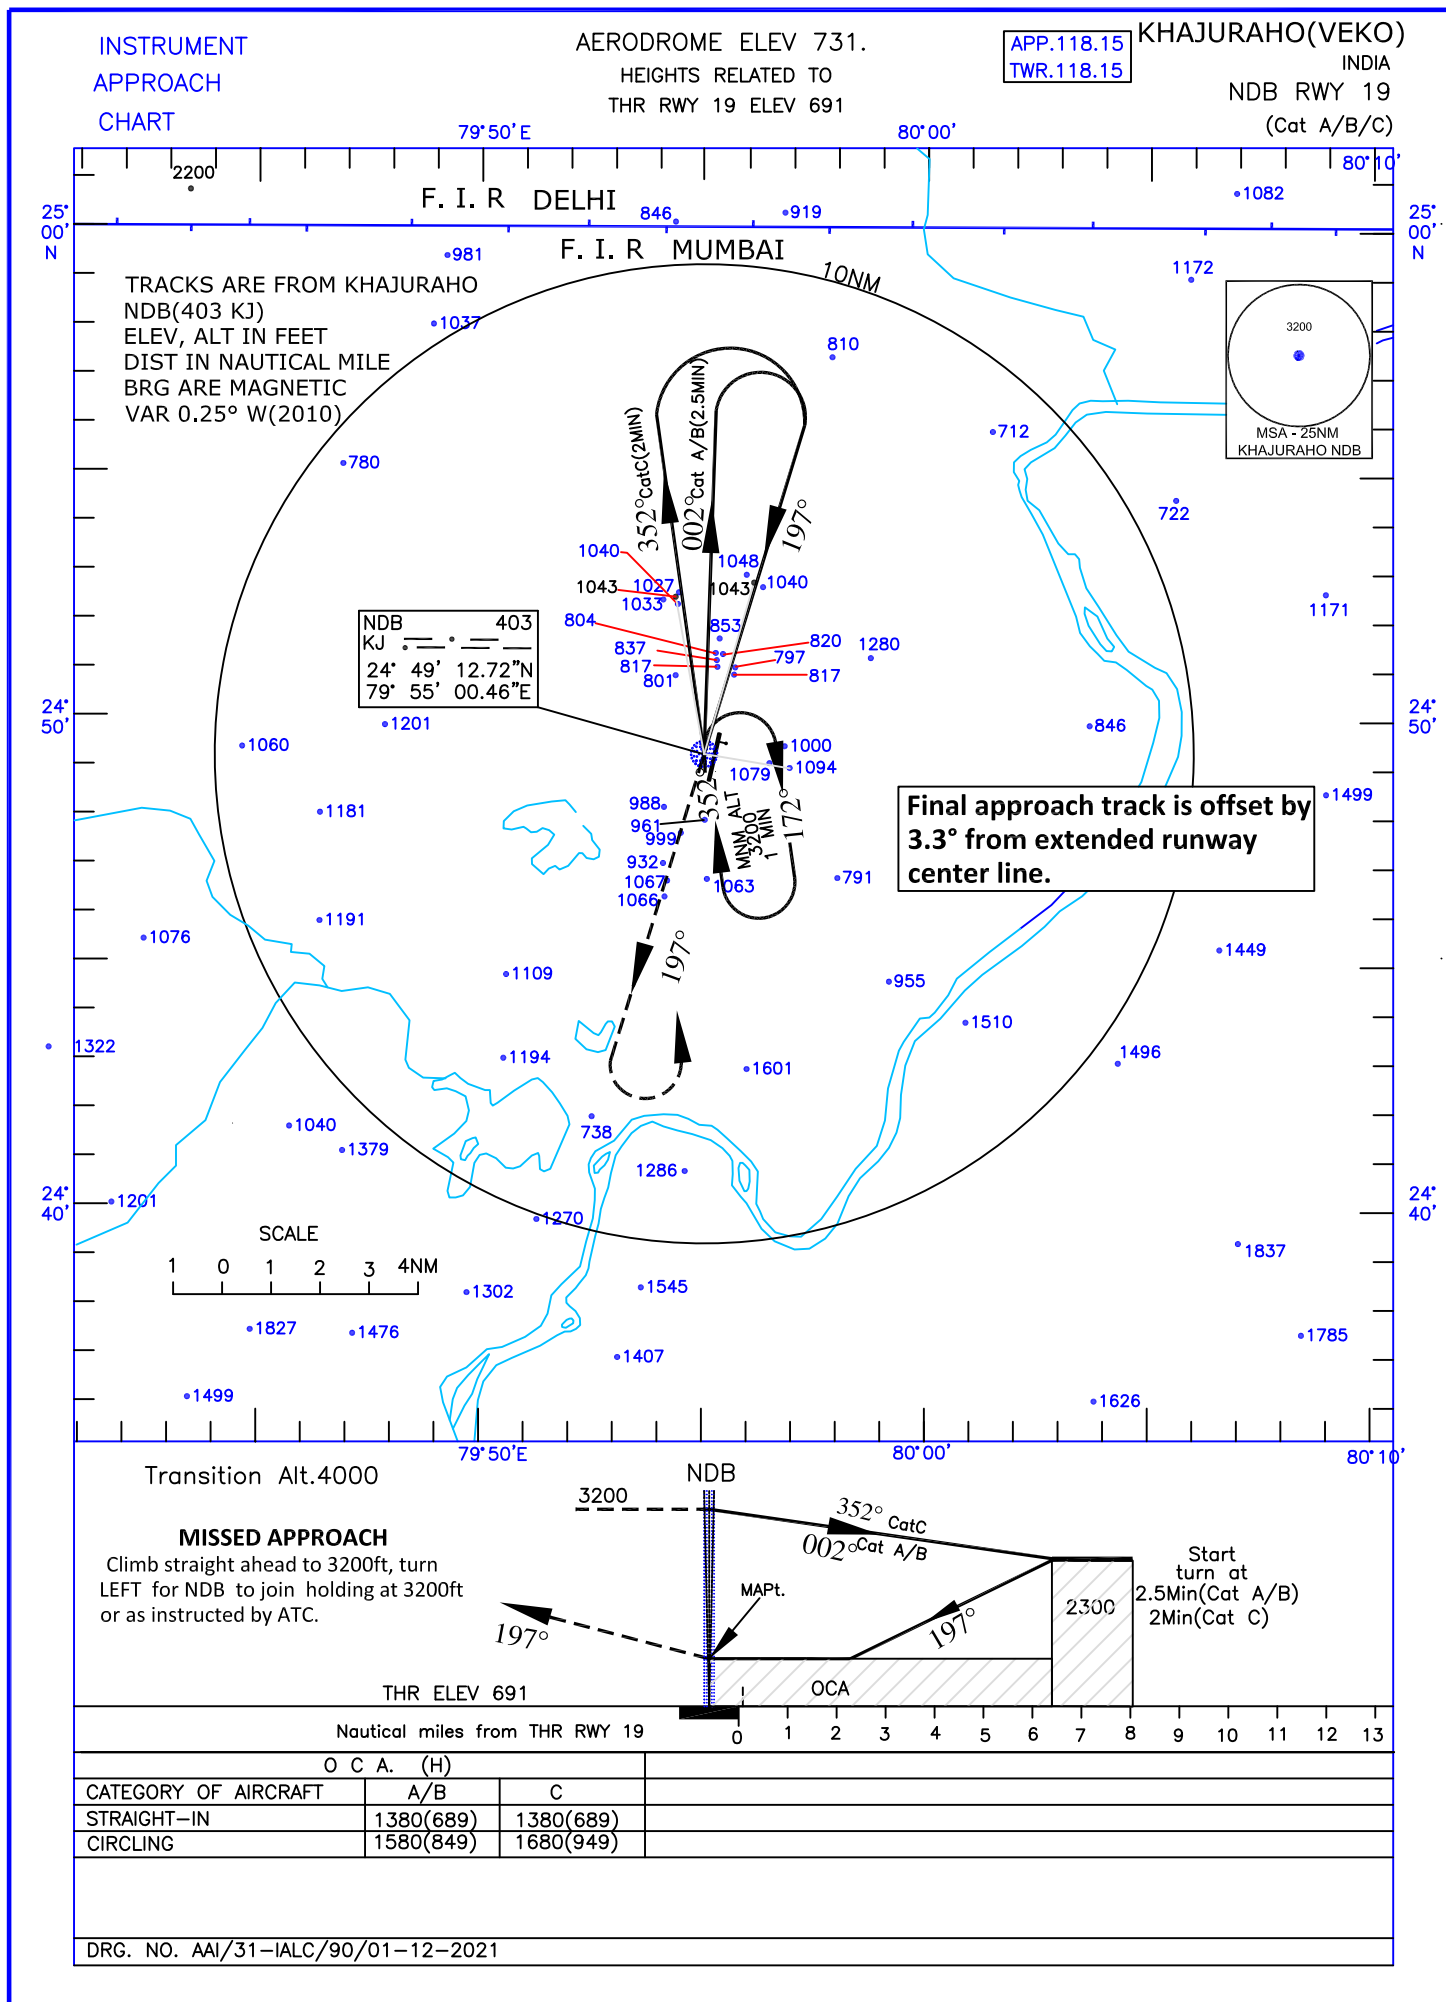 INSTRUMENT
APPROACH
CHART
AERODROME ELEV 731.
HEIGHTS RELATED TO
THR RWY 19 ELEV 691
APP.118.15
TWR.118.15
KHAJURAHO(VEKO)
INDIA
NDB RWY 19
(Cat A/B/C)
79°50'E
80°00'
80°10'
2200
F. I. R DELHI
846
919
1082
25°
00'
N
25°
00'
N
981
F. I. R MUMBAI
10NM
1172
TRACKS ARE FROM KHAJURAHO
NDB(403 KJ)
ELEV, ALT IN FEET
DIST IN NAUTICAL MILE
BRG ARE MAGNETIC
VAR 0.25° W(2010)
1037
810
3200
MSA - 25NM
KHAJURAHO NDB
780
712
722
352° CatC(2MIN)
002° Cat A/B(2.5MIN)
197°
1040
1048
1043
1027
1043
1040
1033
1171
804
853
820
1280
837
797
817
801
817
NDB 403
KJ
24° 49' 12.72"N
79° 55' 00.46"E
24°
50'
24°
50'
1201
846
1060
1000
1079
1094
352°
MNM ALT
3200
1 MIN
172°
Final approach track is offset by
3.3° from extended runway
center line.
1499
1181
988
961
999
932
1067
1063
1066
791
1191
1076
197°
1449
1109
955
1510
1322
1194
1601
1496
1040
738
1379
1286
24°
40'
24°
40'
1201
1270
1837
SCALE
1 0 1 2 3 4NM
1302
1545
1827
1476
1785
1407
1499
1626
79°50'E
80°00'
80°10'
Transition Alt.4000
NDB
3200
352° CatC
002° Cat A/B
MISSED APPROACH
Climb straight ahead to 3200ft, turn
LEFT for NDB to join holding at 3200ft
or as instructed by ATC.
Start
turn at
2.5Min(Cat A/B)
2Min(Cat C)
MAPt.
2300
197°
197°
OCA
THR ELEV 691
Nautical miles from THR RWY 19
0 1 2 3 4 5 6 7 8 9 10 11 12 13
O C A. (H)
CATEGORY OF AIRCRAFT A/B C
STRAIGHT-IN 1380(689) 1380(689)
CIRCLING 1580(849) 1680(949)
DRG. NO. AAI/31-IALC/90/01-12-2021